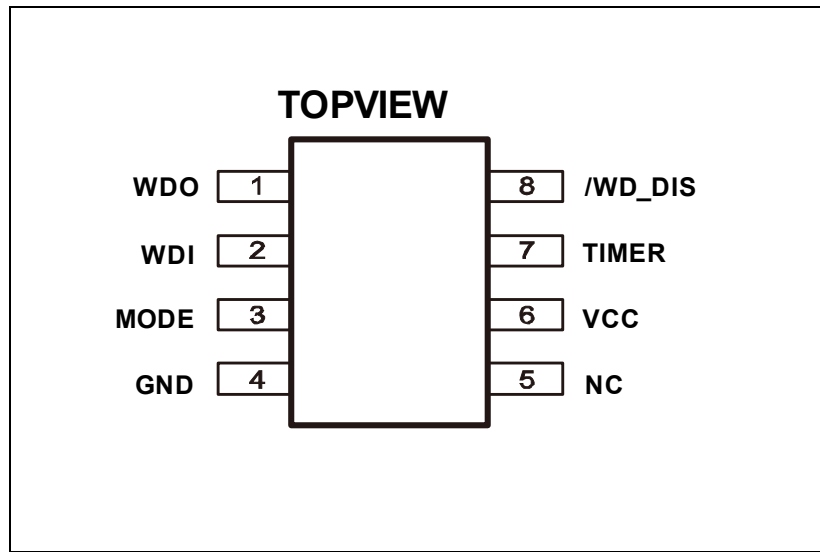 TOPVIEW
WDO 1 8 /WD_DIS
WDI 2 7 TIMER
MODE 3 6 VCC
GND 4 5 NC